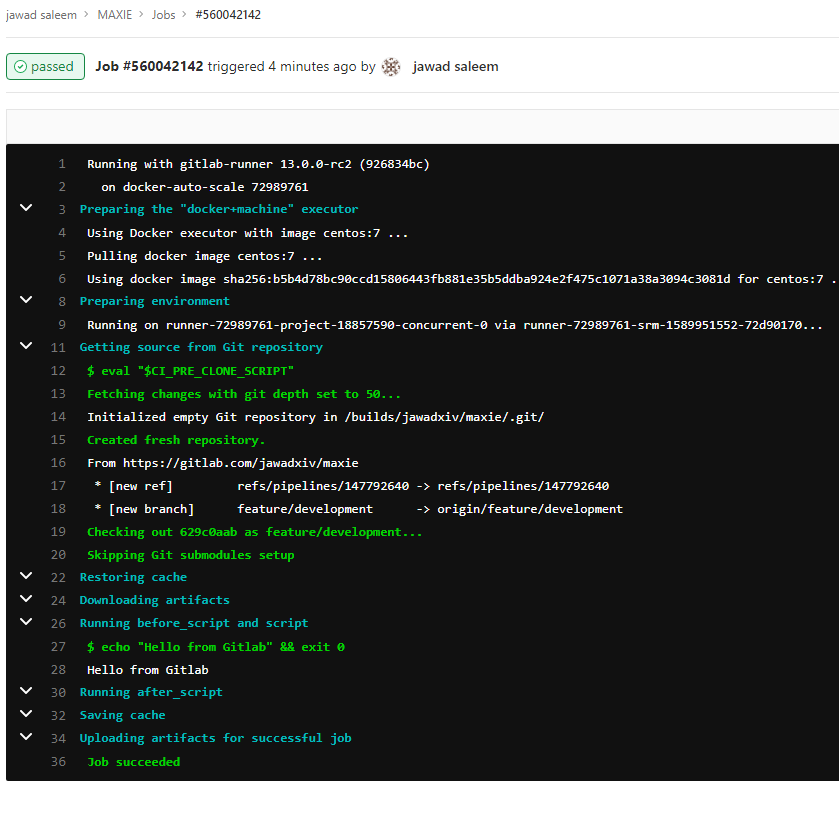 jawad saleem > MAXIE > Jobs > #560042142
passed Job #560042142 triggered 4 minutes ago by jawad saleem
1 Running with gitlab-runner 13.0.0-rc2 (926834bc)
2 on docker-auto-scale 72989761
3 Preparing the "docker+machine" executor
4 Using Docker executor with image centos:7 ...
5 Pulling docker image centos:7 ...
6 Using docker image sha256:b5b4d78bc90ccd15806443fb881e35b5ddba924e2f475c1071a38a3094c3081d for centos:7 .
8 Preparing environment
9 Running on runner-72989761-project-18857590-concurrent-0 via runner-72989761-srm-1589951552-72d90170...
11 Getting source from Git repository
12 $ eval "$CI_PRE_CLONE_SCRIPT"
13 Fetching changes with git depth set to 50...
14 Initialized empty Git repository in /builds/jawadxiv/maxie/.git/
15 Created fresh repository.
16 From https://gitlab.com/jawadxiv/maxie
17 * [new ref] refs/pipelines/147792640 -> refs/pipelines/147792640
18 * [new branch] feature/development -> origin/feature/development
19 Checking out 629c0aab as feature/development...
20 Skipping Git submodules setup
22 Restoring cache
24 Downloading artifacts
26 Running before_script and script
27 $ echo "Hello from Gitlab" && exit 0
28 Hello from Gitlab
30 Running after_script
32 Saving cache
34 Uploading artifacts for successful job
36 Job succeeded